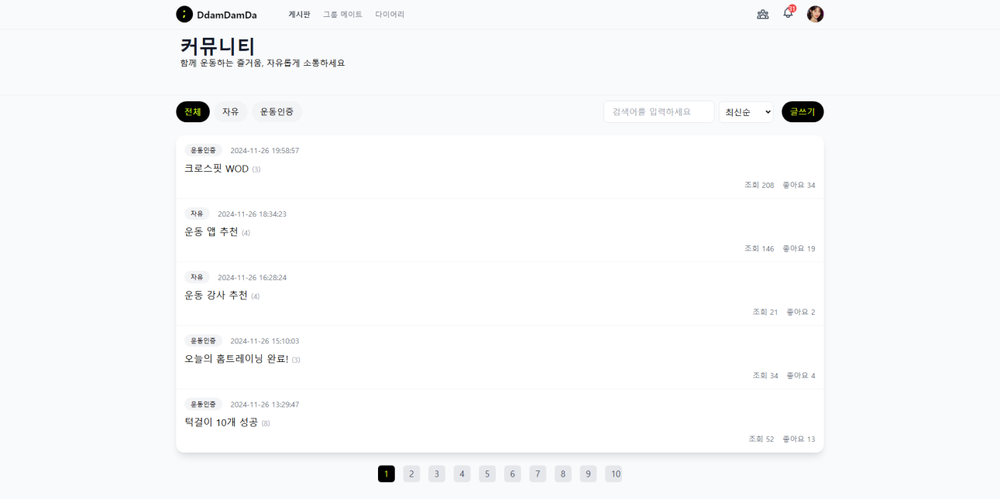 DdamDamDa 게시판 그룹 메이트 다이어리 31
커뮤니티
함께 운동하는 즐거움, 자유롭게 소통하세요
전체 자유 운동인증 검색어를 입력하세요 최신순 글쓰기
운동인증 2024-11-26 19:58:57
크로스핏 WOD (3)
조회 208 좋아요 34
자유 2024-11-26 18:34:23
운동 앱 추천 (4)
조회 146 좋아요 19
자유 2024-11-26 16:28:24
운동 강사 추천 (4)
조회 21 좋아요 2
운동인증 2024-11-26 15:10:03
오늘의 홈트레이닝 완료! (3)
조회 34 좋아요 4
운동인증 2024-11-26 13:29:47
턱걸이 10개 성공 (8)
조회 52 좋아요 13
1 2 3 4 5 6 7 8 9 10